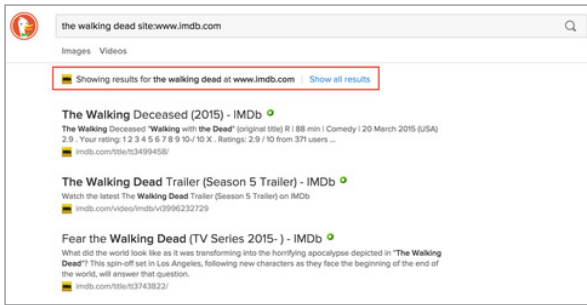 the walking dead site:www.imdb.com
Images Videos
Showing results for the walking dead at www.imdb.com Show all results
The Walking Deceased (2015) - IMDb
The Walking Deceased "Walking with the Dead" (original title) R | 88 min | Comedy | 20 March 2015 (USA)
2.9 . Your rating: 1 2 3 4 5 6 7 8 9 10-/ 10 X . Ratings: 2.9 / 10 from 371 users ...
imdb.com/title/tt3499458/
The Walking Dead Trailer (Season 5 Trailer) - IMDb
Watch the latest The Walking Dead Trailer (Season 5 Trailer) on IMDb
imdb.com/video/imdb/vi3996232729
Fear the Walking Dead (TV Series 2015- ) - IMDb
What did the world look like as it was transforming into the horrifying apocalypse depicted in "The Walking
Dead"? This spin-off set in Los Angeles, following new characters as they face the beginning of the end of
the world, will answer that question.
imdb.com/title/tt3743822/